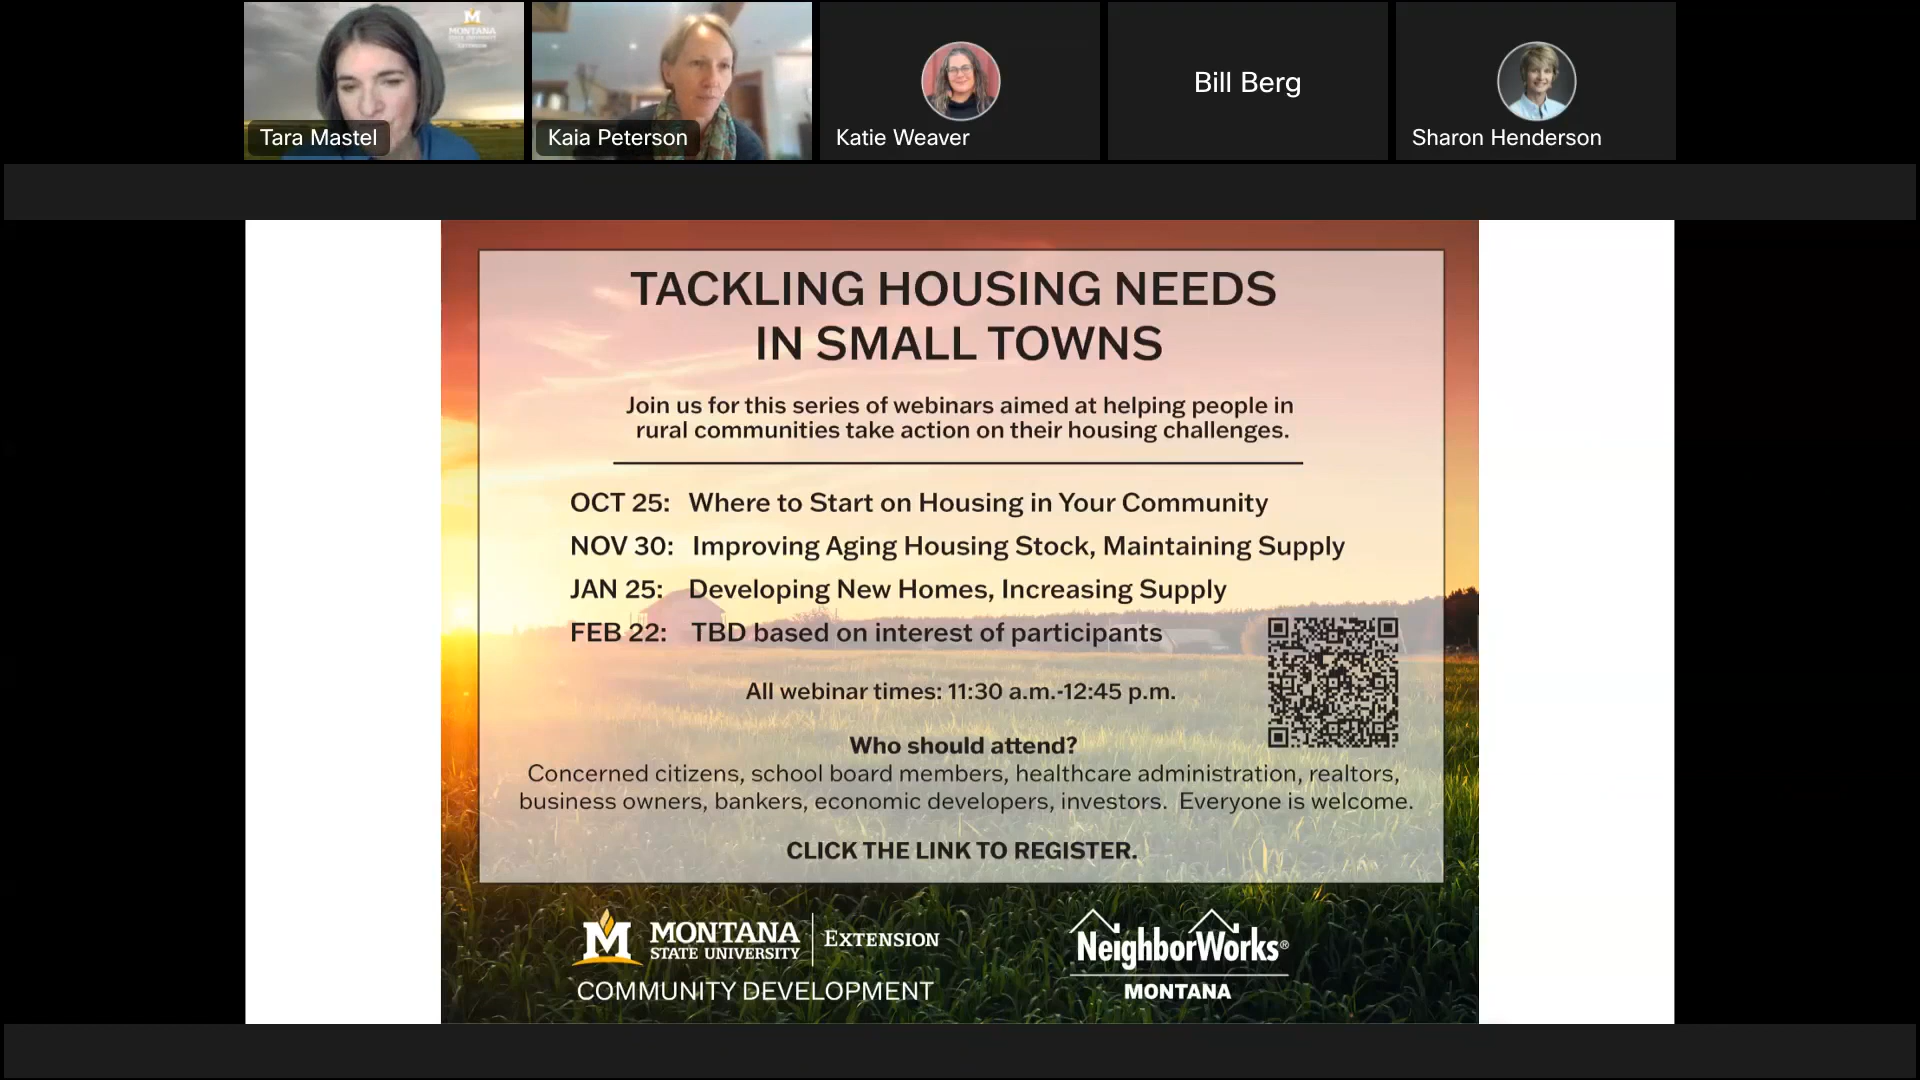 MONTANA
STATE UNIVERSITY
EXTENSION
Tara Mastel
Kaia Peterson
Katie Weaver
Bill Berg
Sharon Henderson
TACKLING HOUSING NEEDS
IN SMALL TOWNS
Join us for this series of webinars aimed at helping people in
rural communities take action on their housing challenges.
OCT 25: Where to Start on Housing in Your Community
NOV 30: Improving Aging Housing Stock, Maintaining Supply
JAN 25: Developing New Homes, Increasing Supply
FEB 22: TBD based on interest of participants
All webinar times: 11:30 a.m.-12:45 p.m.
Who should attend?
Concerned citizens, school board members, healthcare administration, realtors,
business owners, bankers, economic developers, investors. Everyone is welcome.
CLICK THE LINK TO REGISTER.
M MONTANA
STATE UNIVERSITY
EXTENSION
COMMUNITY DEVELOPMENT
NeighborWorks®
MONTANA